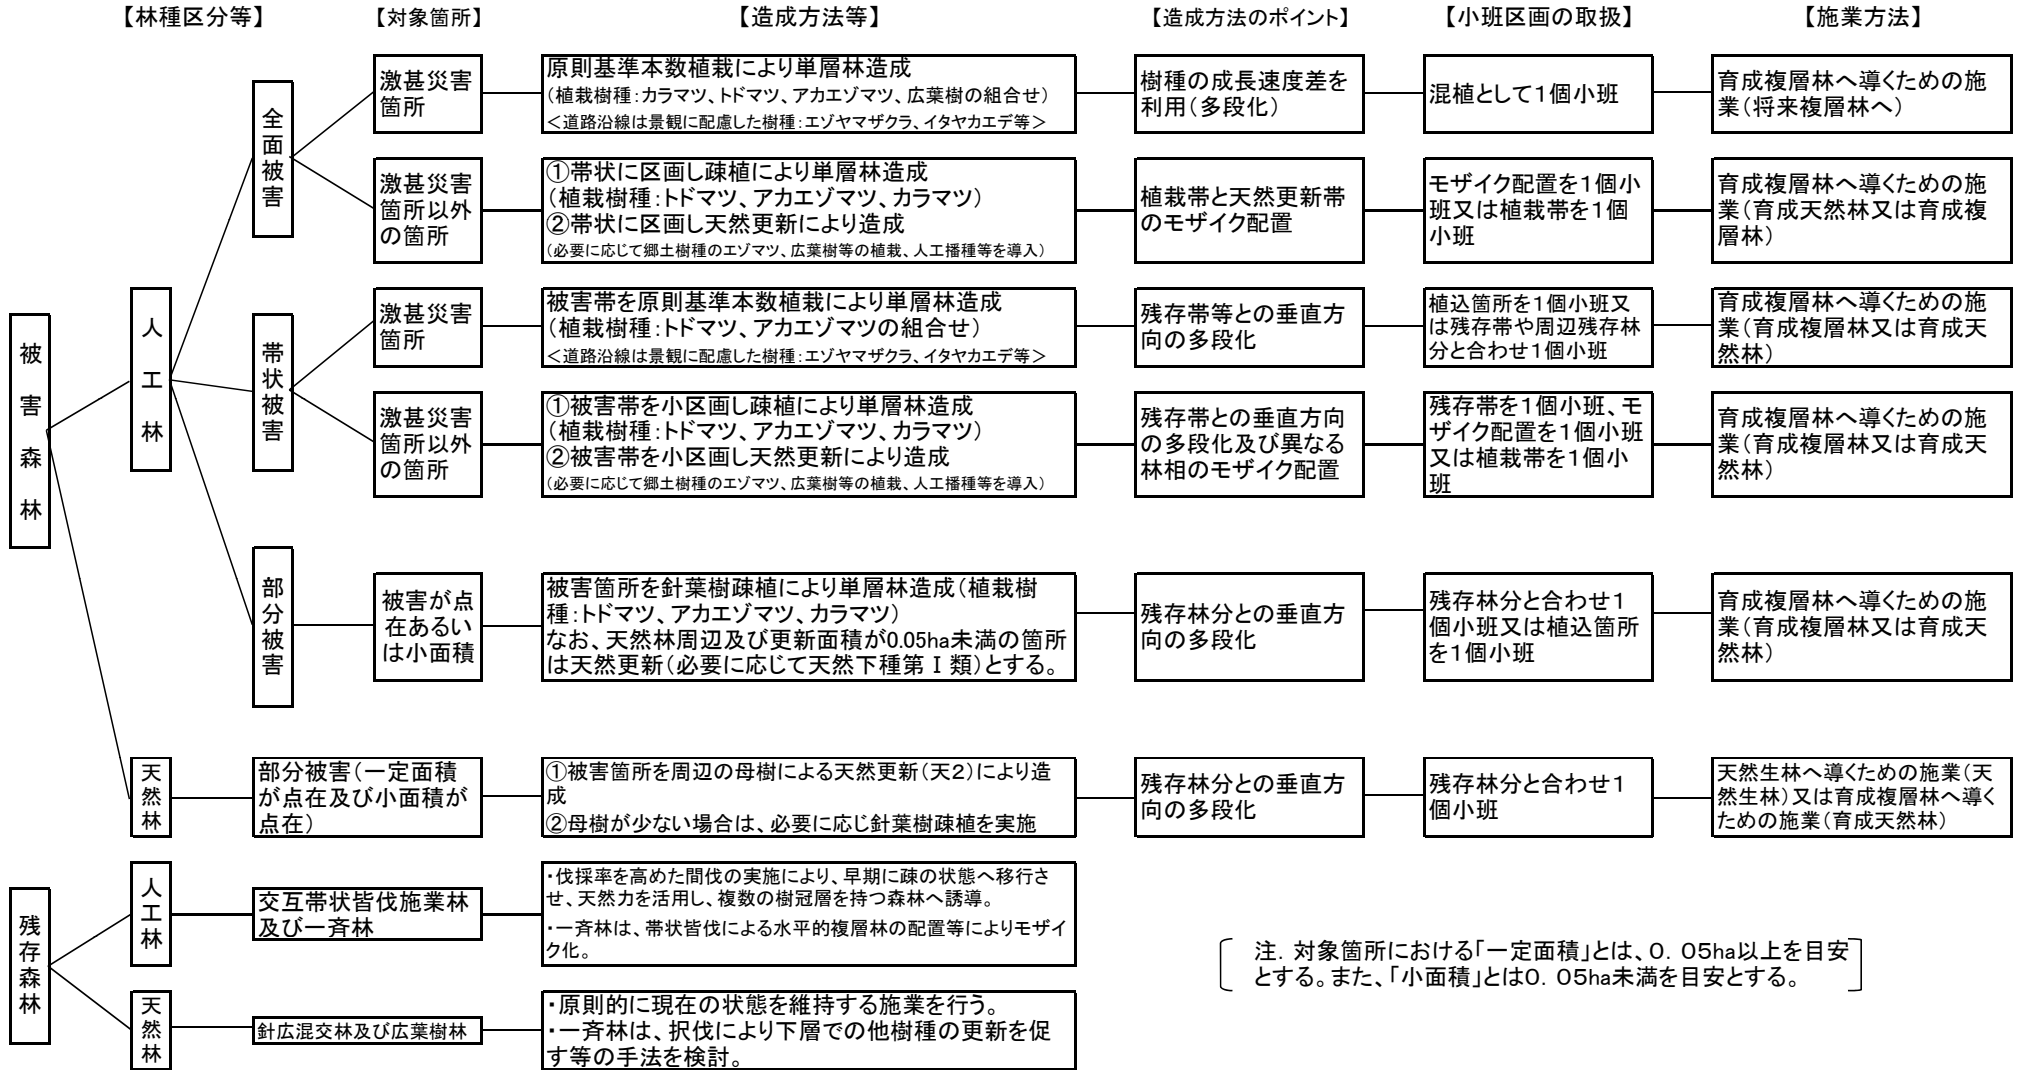 【林種区分等】
【対象箇所】
【造成方法等】
【造成方法のポイント】
【小班区画の取扱】
【施業方法】
被害森林
人工林
全面被害
激甚災害
箇所
原則基準本数植栽により単層林造成
(植栽樹種:カラマツ、トドマツ、アカエゾマツ、広葉樹の組合せ)
<道路沿線は景観に配慮した樹種:エゾヤマザクラ、イタヤカエデ等>
樹種の成長速度差を
利用(多段化)
混植として1個小班
育成複層林へ導くための施
業(将来複層林へ)
激甚災害
箇所以外
の箇所
①帯状に区画し疎植により単層林造成
(植栽樹種:トドマツ、アカエゾマツ、カラマツ)
②帯状に区画し天然更新により造成
(必要に応じて郷土樹種のエゾマツ、広葉樹等の植栽、人工播種等を導入)
植栽帯と天然更新帯
のモザイク配置
モザイク配置を1個小
班又は植栽帯を1個
小班
育成複層林へ導くための施
業(育成天然林又は育成複
層林)
帯状被害
激甚災害
箇所
被害帯を原則基準本数植栽により単層林造成
(植栽樹種:トドマツ、アカエゾマツの組合せ)
<道路沿線は景観に配慮した樹種:エゾヤマザクラ、イタヤカエデ等>
残存帯等との垂直方
向の多段化
植込箇所を1個小班又
は残存帯や周辺残存林
分と合わせ1個小班
育成複層林へ導くための施
業(育成複層林又は育成天
然林)
激甚災害
箇所以外
の箇所
①被害帯を小区画し疎植により単層林造成
(植栽樹種:トドマツ、アカエゾマツ、カラマツ)
②被害帯を小区画し天然更新により造成
(必要に応じて郷土樹種のエゾマツ、広葉樹等の植栽、人工播種等を導入)
残存帯との垂直方向
の多段化及び異なる
林相のモザイク配置
残存帯を1個小班、モ
ザイク配置を1個小班
又は植栽帯を1個小
班
育成複層林へ導くための施
業(育成複層林又は育成天
然林)
部分被害
被害が点
在あるい
は小面積
被害箇所を針葉樹疎植により単層林造成(植栽樹
種:トドマツ、アカエゾマツ、カラマツ)
なお、天然林周辺及び更新面積が0.05ha未満の箇所
は天然更新(必要に応じて天然下種第Ⅰ類)とする。
残存林分との垂直方
向の多段化
残存林分と合わせ1
個小班又は植込箇所
を1個小班
育成複層林へ導くための施
業(育成複層林又は育成天
然林)
天然林
部分被害(一定面積
が点在及び小面積が
点在)
①被害箇所を周辺の母樹による天然更新(天2)により造
成
②母樹が少ない場合は、必要に応じ針葉樹疎植を実施
残存林分との垂直方
向の多段化
残存林分と合わせ1
個小班
天然生林へ導くための施業(天
然生林)又は育成複層林へ導く
ための施業(育成天然林)
残存森林
人工林
交互帯状皆伐施業林
及び一斉林
・伐採率を高めた間伐の実施により、早期に疎の状態へ移行さ
せ、天然力を活用し、複数の樹冠層を持つ森林へ誘導。
・一斉林は、帯状皆伐による水平的複層林の配置等によりモザイ
ク化。
天然林
針広混交林及び広葉樹林
・原則的に現在の状態を維持する施業を行う。
・一斉林は、択伐により下層での他樹種の更新を促
す等の手法を検討。
注. 対象箇所における「一定面積」とは、0. 05ha以上を目安
とする。また、「小面積」とは0. 05ha未満を目安とする。